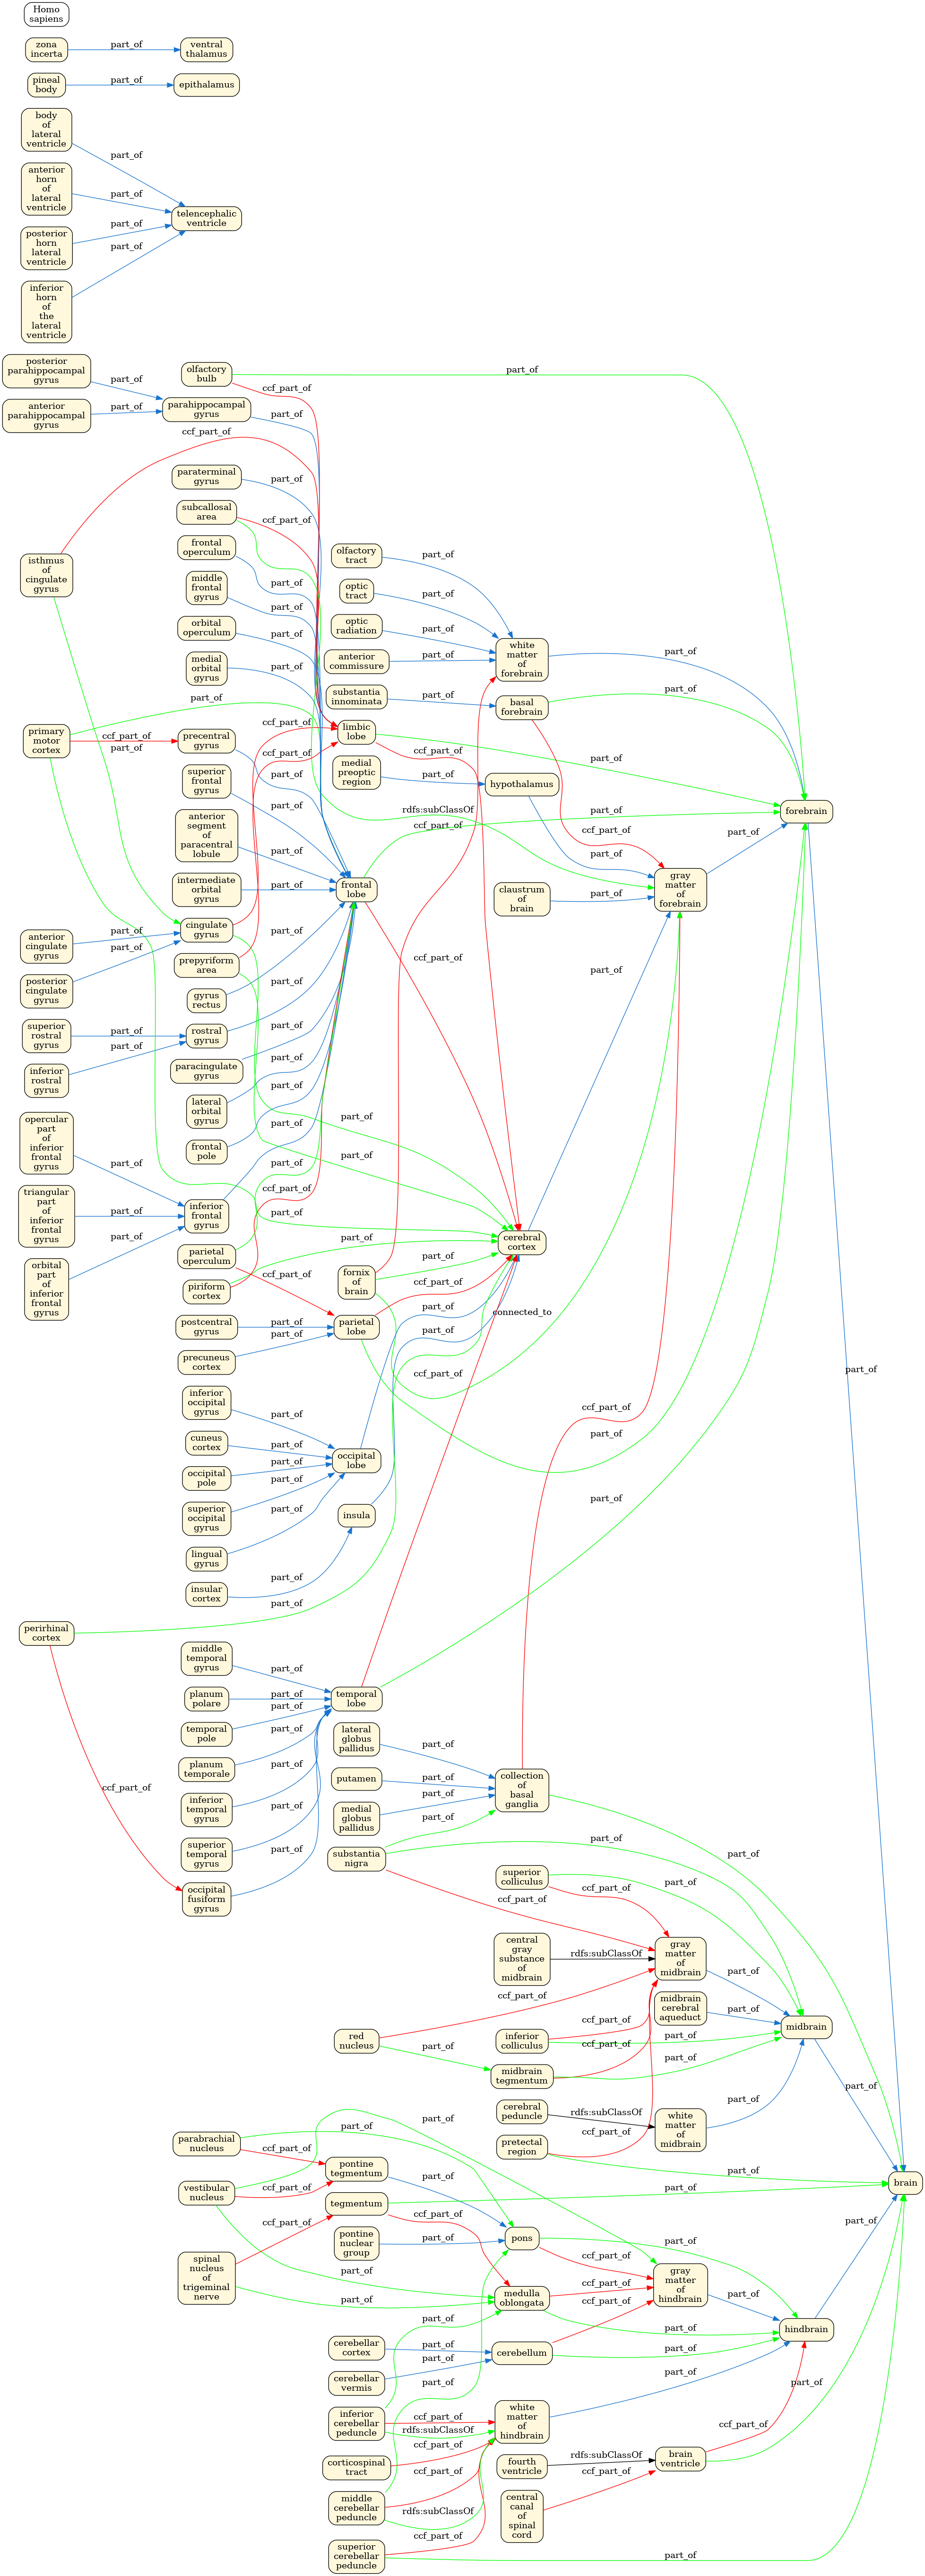 Homo
sapiens
zona
incerta
part_of
ventral
thalamus
pineal
body
part_of
epithalamus
body
of
lateral
ventricle
part_of
anterior
horn
of
lateral
ventricle
part_of
telencephalic
ventricle
posterior
horn
lateral
ventricle
part_of
inferior
horn
of
the
lateral
ventricle
part_of
posterior
parahippocampal
gyrus
part_of
olfactory
bulb
part_of
ccf_part_of
anterior
parahippocampal
gyrus
part_of
parahippocampal
gyrus
part_of
ccf_part_of
paraterminal
gyrus
part_of
subcallosal
area
ccf_part_of
frontal
operculum
part_of
olfactory
tract
part_of
isthmus
of
cingulate
gyrus
middle
frontal
gyrus
part_of
optic
tract
part_of
orbital
operculum
part_of
optic
radiation
part_of
medial
orbital
gyrus
part_of
anterior
commissure
part_of
white
matter
of
forebrain
part_of
substantia
innominata
part_of
basal
forebrain
part_of
part_of
primary
motor
cortex
ccf_part_of
part_of
precentral
gyrus
ccf_part_of
part_of
ccf_part_of
limbic
lobe
ccf_part_of
part_of
superior
frontal
gyrus
part_of
medial
preoptic
region
part_of
hypothalamus
part_of
rdfs:subClassOf
ccf_part_of
part_of
forebrain
anterior
segment
of
paracentral
lobule
part_of
ccf_part_of
part_of
intermediate
orbital
gyrus
part_of
frontal
lobe
claustrum
of
brain
part_of
gray
matter
of
forebrain
part_of
cingulate
gyrus
anterior
cingulate
gyrus
part_of
part_of
prepyriform
area
part_of
ccf_part_of
part_of
posterior
cingulate
gyrus
gyrus
rectus
part_of
superior
rostral
gyrus
part_of
rostral
gyrus
part_of
inferior
rostral
gyrus
part_of
paracingulate
gyrus
part_of
lateral
orbital
gyrus
part_of
opercular
part
of
inferior
frontal
gyrus
part_of
frontal
pole
part_of
part_of
part_of
triangular
part
of
inferior
frontal
gyrus
part_of
inferior
frontal
gyrus
ccf_part_of
part_of
part_of
cerebral
cortex
orbital
part
of
inferior
frontal
gyrus
part_of
parietal
operculum
ccf_part_of
part_of
piriform
cortex
fornix
of
brain
part_of
ccf_part_of
postcentral
gyrus
part_of
parietal
lobe
part_of
connected_to
precuneus
cortex
part_of
part_of
ccf_part_of
part_of
inferior
occipital
gyrus
part_of
ccf_part_of
cuneus
cortex
part_of
part_of
occipital
pole
part_of
occipital
lobe
part_of
superior
occipital
gyrus
part_of
part_of
insula
lingual
gyrus
part_of
insular
cortex
part_of
perirhinal
cortex
ccf_part_of
middle
temporal
gyrus
part_of
planum
polare
part_of
temporal
lobe
part_of
temporal
pole
part_of
lateral
globus
pallidus
part_of
planum
temporale
part_of
putamen
part_of
collection
of
basal
ganglia
inferior
temporal
gyrus
part_of
medial
globus
pallidus
part_of
part_of
superior
temporal
gyrus
part_of
substantia
nigra
part_of
part_of
occipital
fusiform
gyrus
superior
colliculus
ccf_part_of
part_of
ccf_part_of
central
gray
substance
of
midbrain
rdfs:subClassOf
gray
matter
of
midbrain
part_of
ccf_part_of
midbrain
cerebral
aqueduct
part_of
red
nucleus
part_of
inferior
colliculus
ccf_part_of
part_of
midbrain
midbrain
tegmentum
ccf_part_of
part_of
part_of
cerebral
peduncle
rdfs:subClassOf
white
matter
of
midbrain
part_of
pretectal
region
ccf_part_of
part_of
brain
parabrachial
nucleus
part_of
part_of
ccf_part_of
pontine
tegmentum
part_of
vestibular
nucleus
ccf_part_of
tegmentum
part_of
ccf_part_of
ccf_part_of
pontine
nuclear
group
part_of
pons
part_of
part_of
spinal
nucleus
of
trigeminal
nerve
part_of
part_of
ccf_part_of
medulla
oblongata
ccf_part_of
gray
matter
of
hindbrain
part_of
ccf_part_of
part_of
hindbrain
part_of
cerebellar
cortex
part_of
cerebellum
part_of
cerebellar
vermis
part_of
part_of
part_of
inferior
cerebellar
peduncle
ccf_part_of
rdfs:subClassOf
white
matter
of
hindbrain
part_of
ccf_part_of
corticospinal
tract
ccf_part_of
fourth
ventricle
rdfs:subClassOf
brain
ventricle
ccf_part_of
part_of
middle
cerebellar
peduncle
ccf_part_of
rdfs:subClassOf
central
canal
of
spinal
cord
superior
cerebellar
peduncle
ccf_part_of
part_of